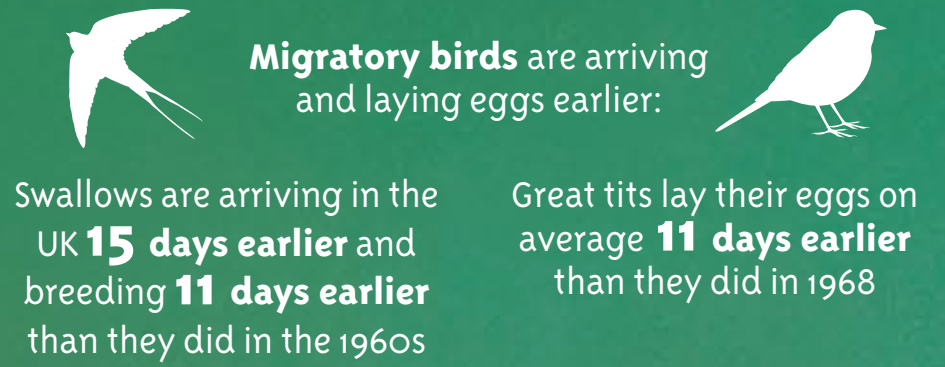 Migratory birds are arriving
and laying eggs earlier:
Swallows are arriving in the
UK 15 days earlier and
breeding 11 days earlier
than they did in the 1960s
Great tits lay their eggs on
average 11 days earlier
than they did in 1968